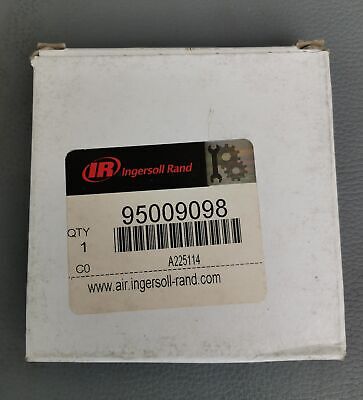 IR Ingersoll Rand
95009098
QTY
1
C0
A225114
www.air.ingersoll-rand.com